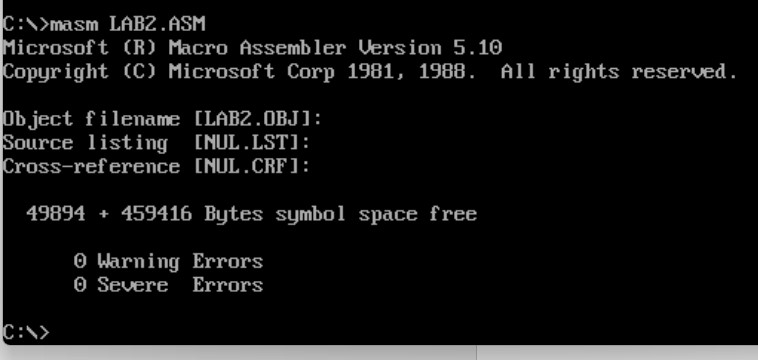 C:\>masm LAB2.ASM
Microsoft (R) Macro Assembler Version 5.10
Copyright (C) Microsoft Corp 1981, 1988.  All rights reserved.
Object filename [LAB2.OBJ]:
Source listing  [NUL.LST]:
Cross-reference [NUL.CRF]:
49894 + 459416 Bytes symbol space free
0 Warning Errors
0 Severe  Errors
C:\>